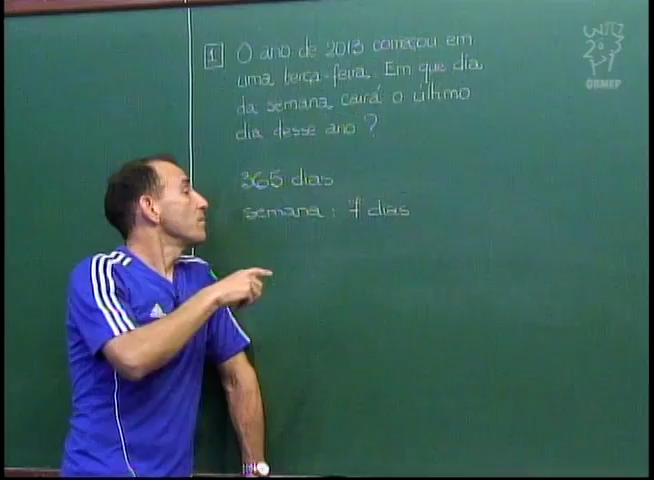 1 O ano de 2013 começou em
uma terça-feira. Em que dia
da semana cairá o último
dia desse ano?
365 dias
semana: 7 dias
OBMEP